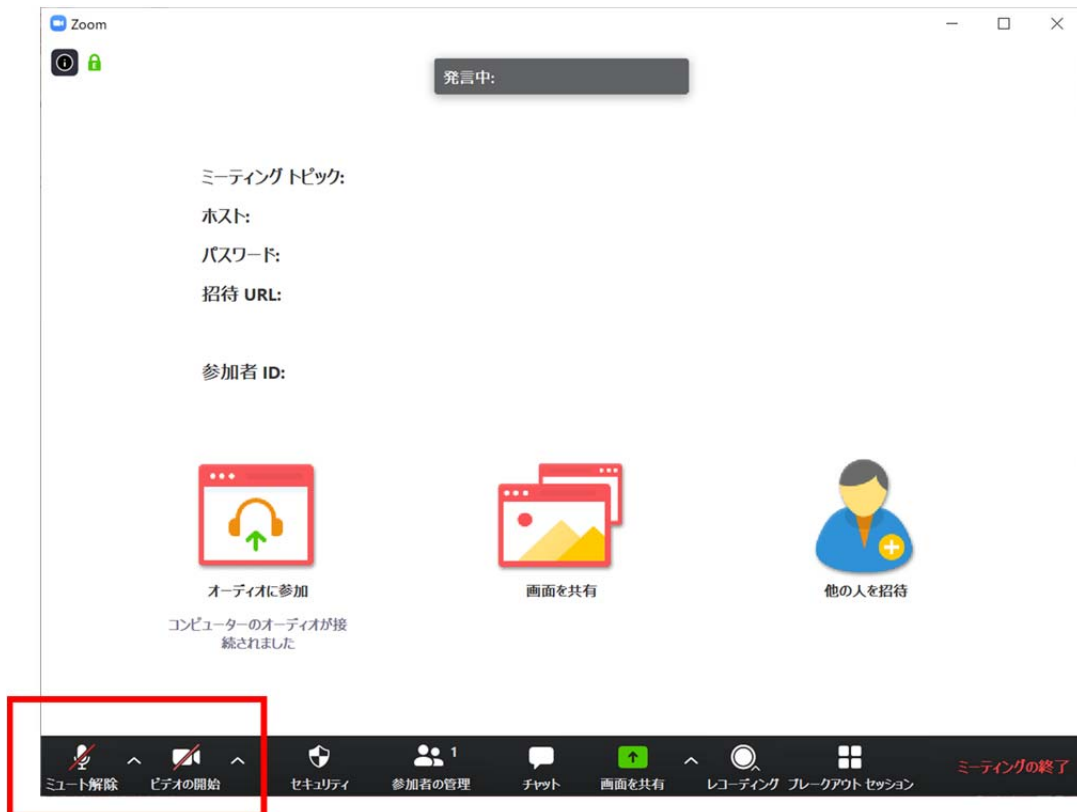 Zoom
発言中:
ミーティング トピック:
ホスト:
パスワード:
招待 URL:
参加者 ID:
オーディオに参加
画面を共有
他の人を招待
コンピューターのオーディオが接
続されました
ミュート解除
ビデオの開始
セキュリティ
1
参加者の管理
チャット
画面を共有
レコーディング
ブレークアウト セッション
ミーティングの終了